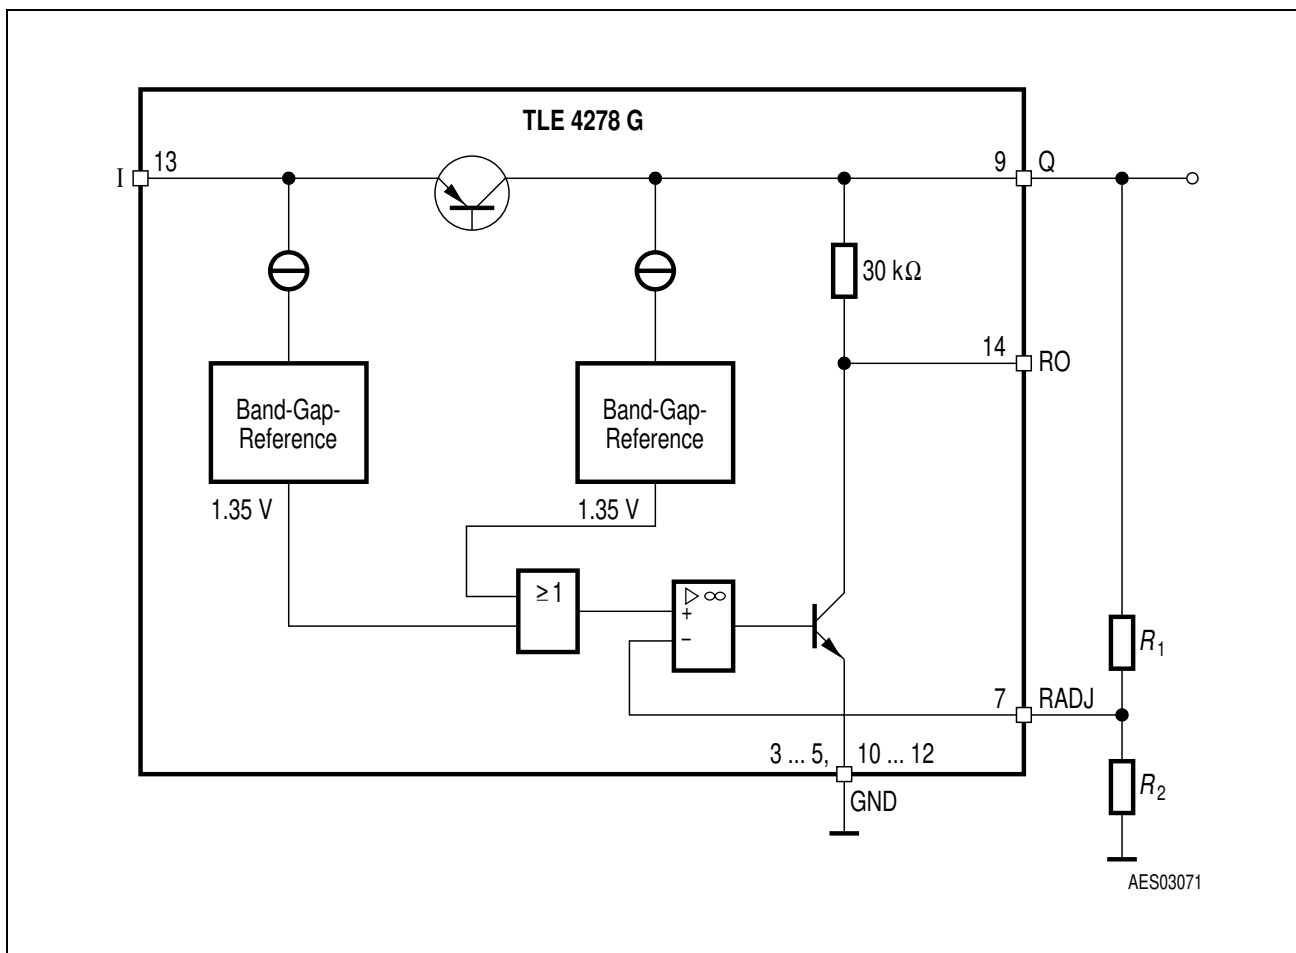 TLE 4278 G
I
13
9
Q
30 kΩ
14
RO
Band-Gap-
Reference
Band-Gap-
Reference
1.35 V
1.35 V
≥1
▷ ∞
+
−
R1
7
RADJ
3 ... 5, 10 ... 12
R2
GND
AES03071